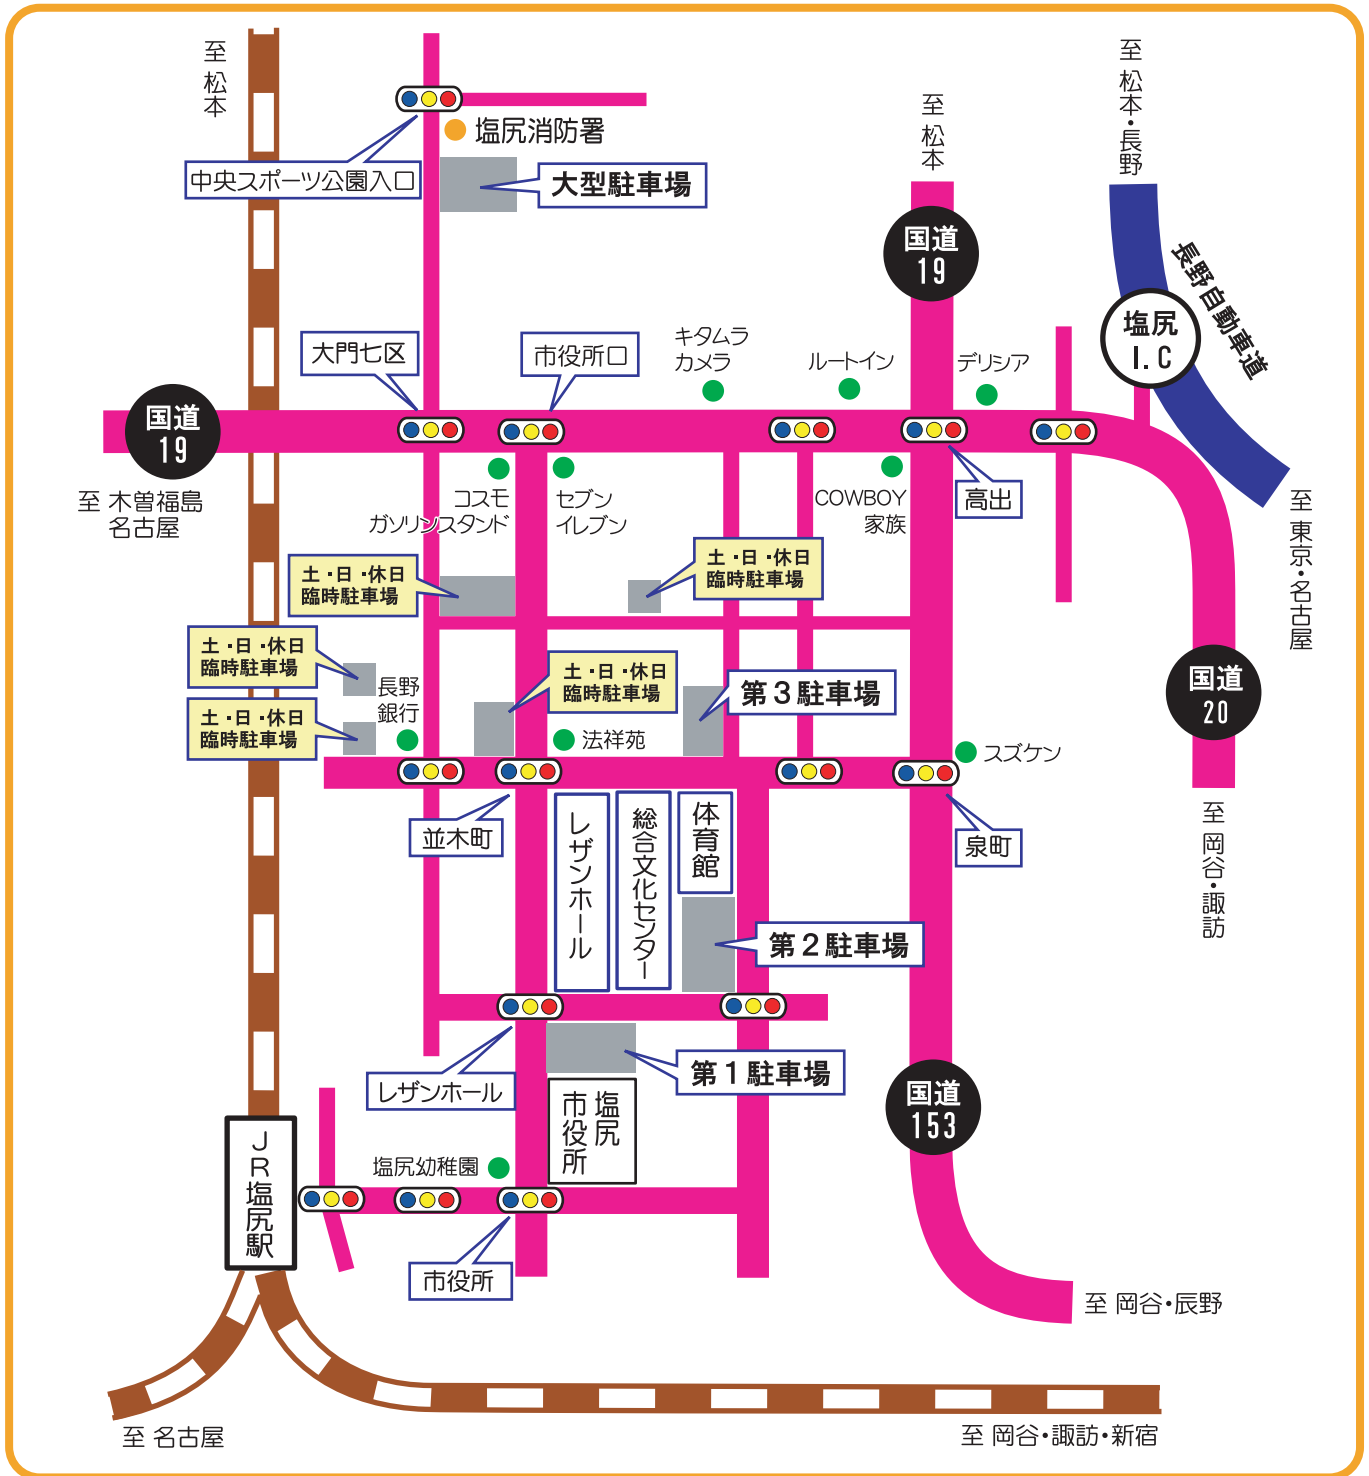 至 松本
至 松本・長野
至 松本
塩尻消防署
中央スポーツ公園入口
大型駐車場
国道
19
長野自動車道
塩尻
I.C
大門七区
市役所口
キタムラ
カメラ
ルートイン
デリシア
国道
19
至 木曽福島
名古屋
コスモ
ガソリンスタンド
セブン
イレブン
COWBOY
家族
高出
至 東京・名古屋
土・日・休日
臨時駐車場
土・日・休日
臨時駐車場
土・日・休日
臨時駐車場
土・日・休日
臨時駐車場
土・日・休日
臨時駐車場
長野
銀行
法祥苑
第3駐車場
国道
20
スズケン
並木町
レザンホール
総合文化センター
体育館
泉町
至 岡谷・諏訪
第2駐車場
第1駐車場
レザンホール
塩尻
市役所
国道
153
JR塩尻駅
塩尻幼稚園
市役所
至 岡谷・辰野
至 名古屋
至 岡谷・諏訪・新宿